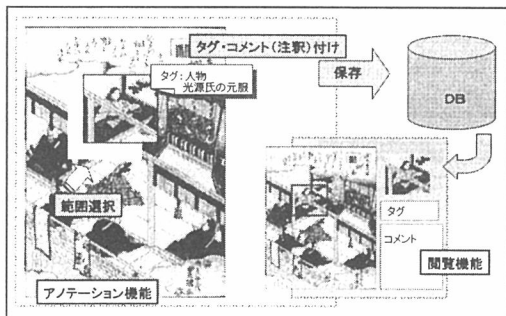 タグ・コメント(注釈)付け
タグ:人物
光源氏の元服
保存
DB
範囲選択
タグ
コメント
閲覧機能
アノテーション機能